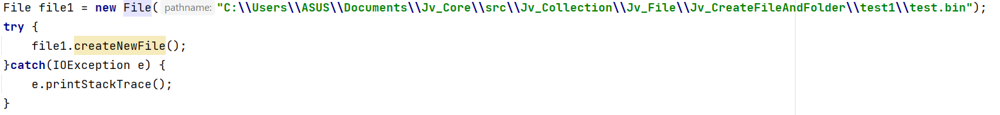 File file1 = new File( pathname: "C:\\Users\\ASUS\\Documents\\Jv_Core\\src\\Jv_Collection\\Jv_File\\Jv_CreateFileAndFolder\\test1\\test.bin");
try {
    file1.createNewFile();
}catch(IOException e) {
    e.printStackTrace();
}